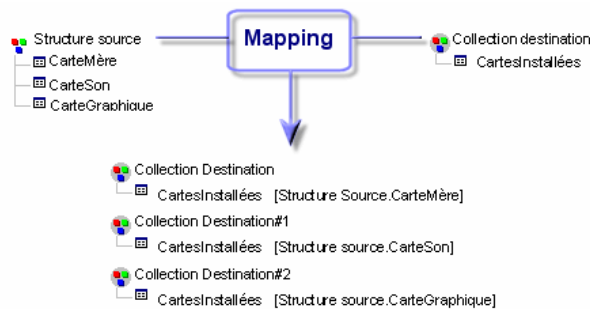 Structure source
CarteMère
CarteSon
CarteGraphique
Mapping
Collection destination
CartesInstallées
Collection Destination
CartesInstallées [Structure Source.CarteMère]
Collection Destination#1
CartesInstallées [Structure source.CarteSon]
Collection Destination#2
CartesInstallées [Structure source.CarteGraphique]